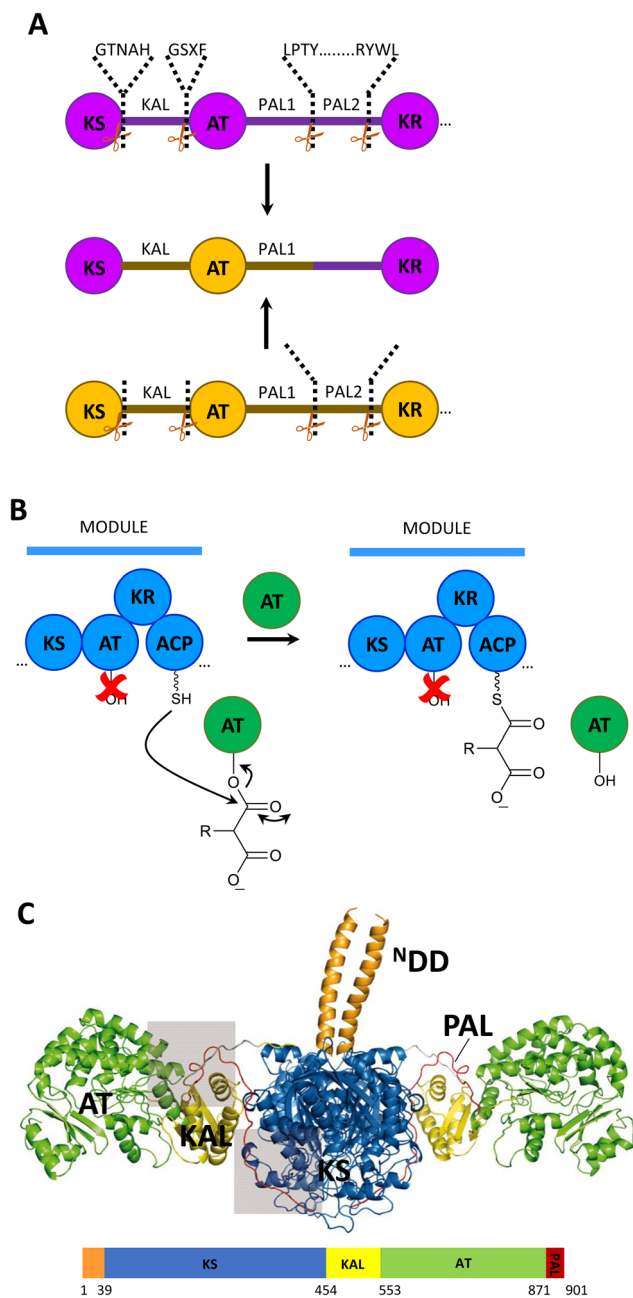 A
GTNAH GSXF LPTY........RYWL
KAL PAL1 PAL2
KS AT KR ...
KAL PAL1
KS AT KR
KAL PAL1 PAL2
KS AT KR ...
B
MODULE MODULE
AT
KR KR
KS AT ACP KS AT ACP
... ... ... ...
OH SH OH S
AT O AT
O R OH
O O
R O
O O
–
C
NDD
PAL
AT
KAL
KS
KS KAL AT PAL
1 39 454 553 871 901